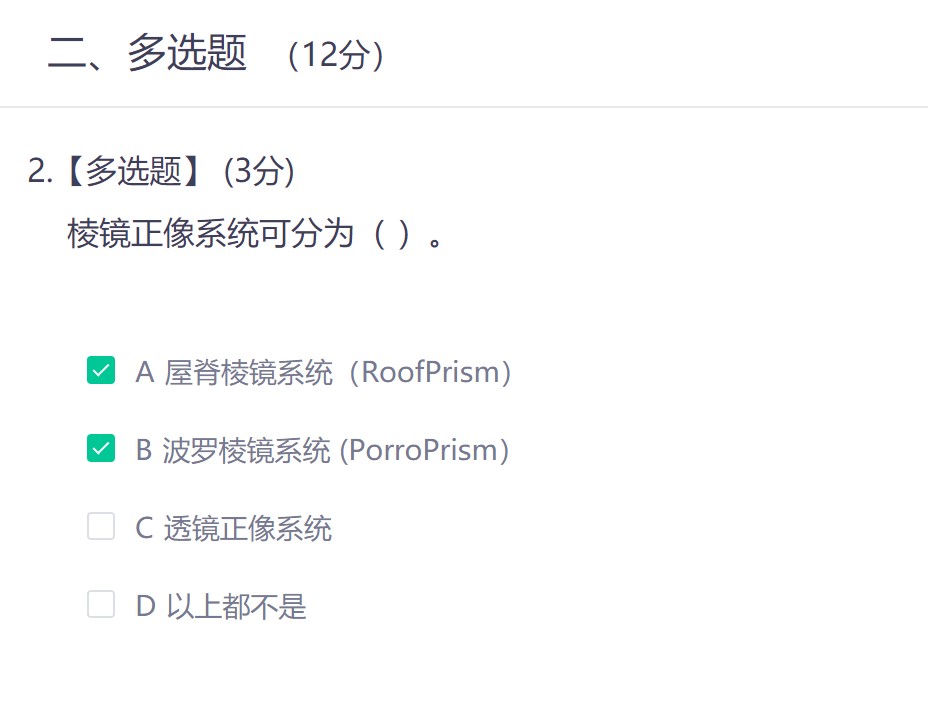 二、多选题 （12分）
2.【多选题】 (3分)
棱镜正像系统可分为（ ）。
A 屋脊棱镜系统（RoofPrism）
B 波罗棱镜系统 (PorroPrism）
C 透镜正像系统
D 以上都不是